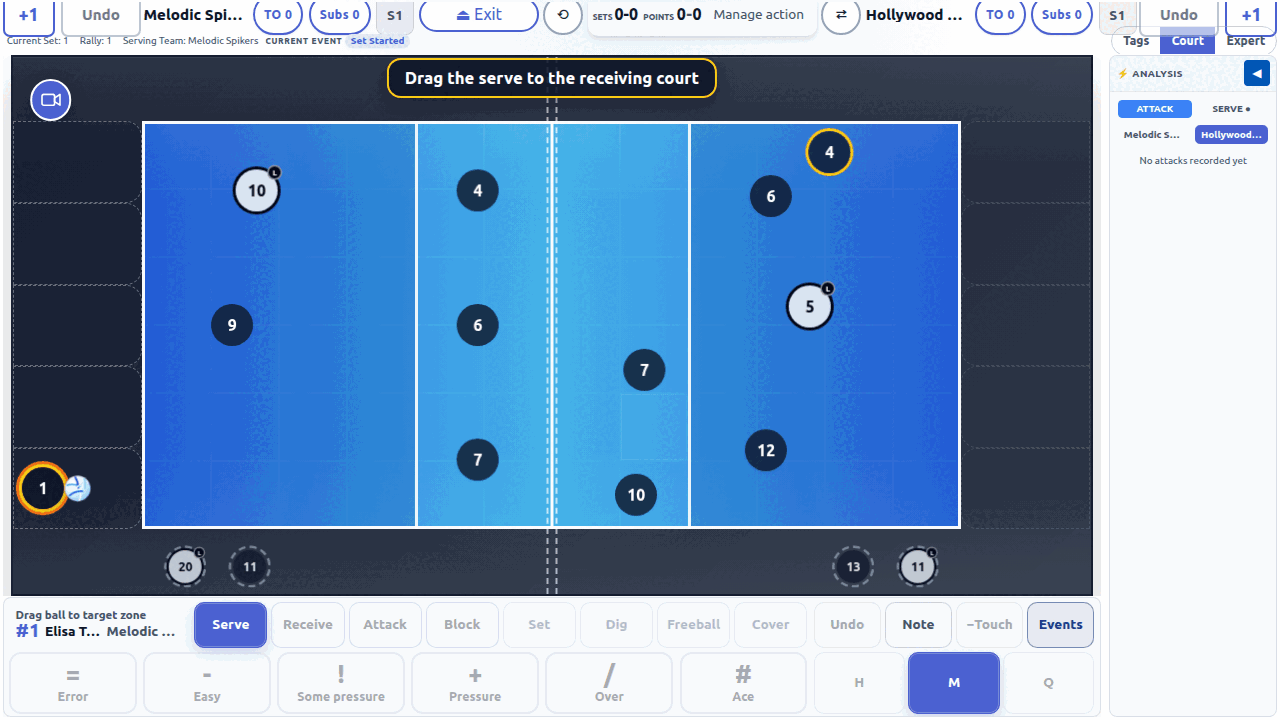 +1 Undo Melodic Spi... TO 0 Subs 0 S1 ⏏ Exit ⟲ SETS 0-0 POINTS 0-0 Manage action ⇄ Hollywood ... TO 0 Subs 0 S1 Undo +1
Current Set: 1 Rally: 1 Serving Team: Melodic Spikers CURRENT EVENT Set Started
Tags Court Expert
Drag the serve to the receiving court
⚡ ANALYSIS ◀
ATTACK SERVE ●
Melodic S... Hollywood...
No attacks recorded yet
4
10 L 4 6
5 L
9 6
7
7 12
1 10
20 L 11 13 11 L
Drag ball to target zone
#1 Elisa T... Melodic ...
Serve Receive Attack Block Set Dig Freeball Cover Undo Note −Touch Events
= - ! + / #
Error Easy Some pressure Pressure Over Ace H M Q